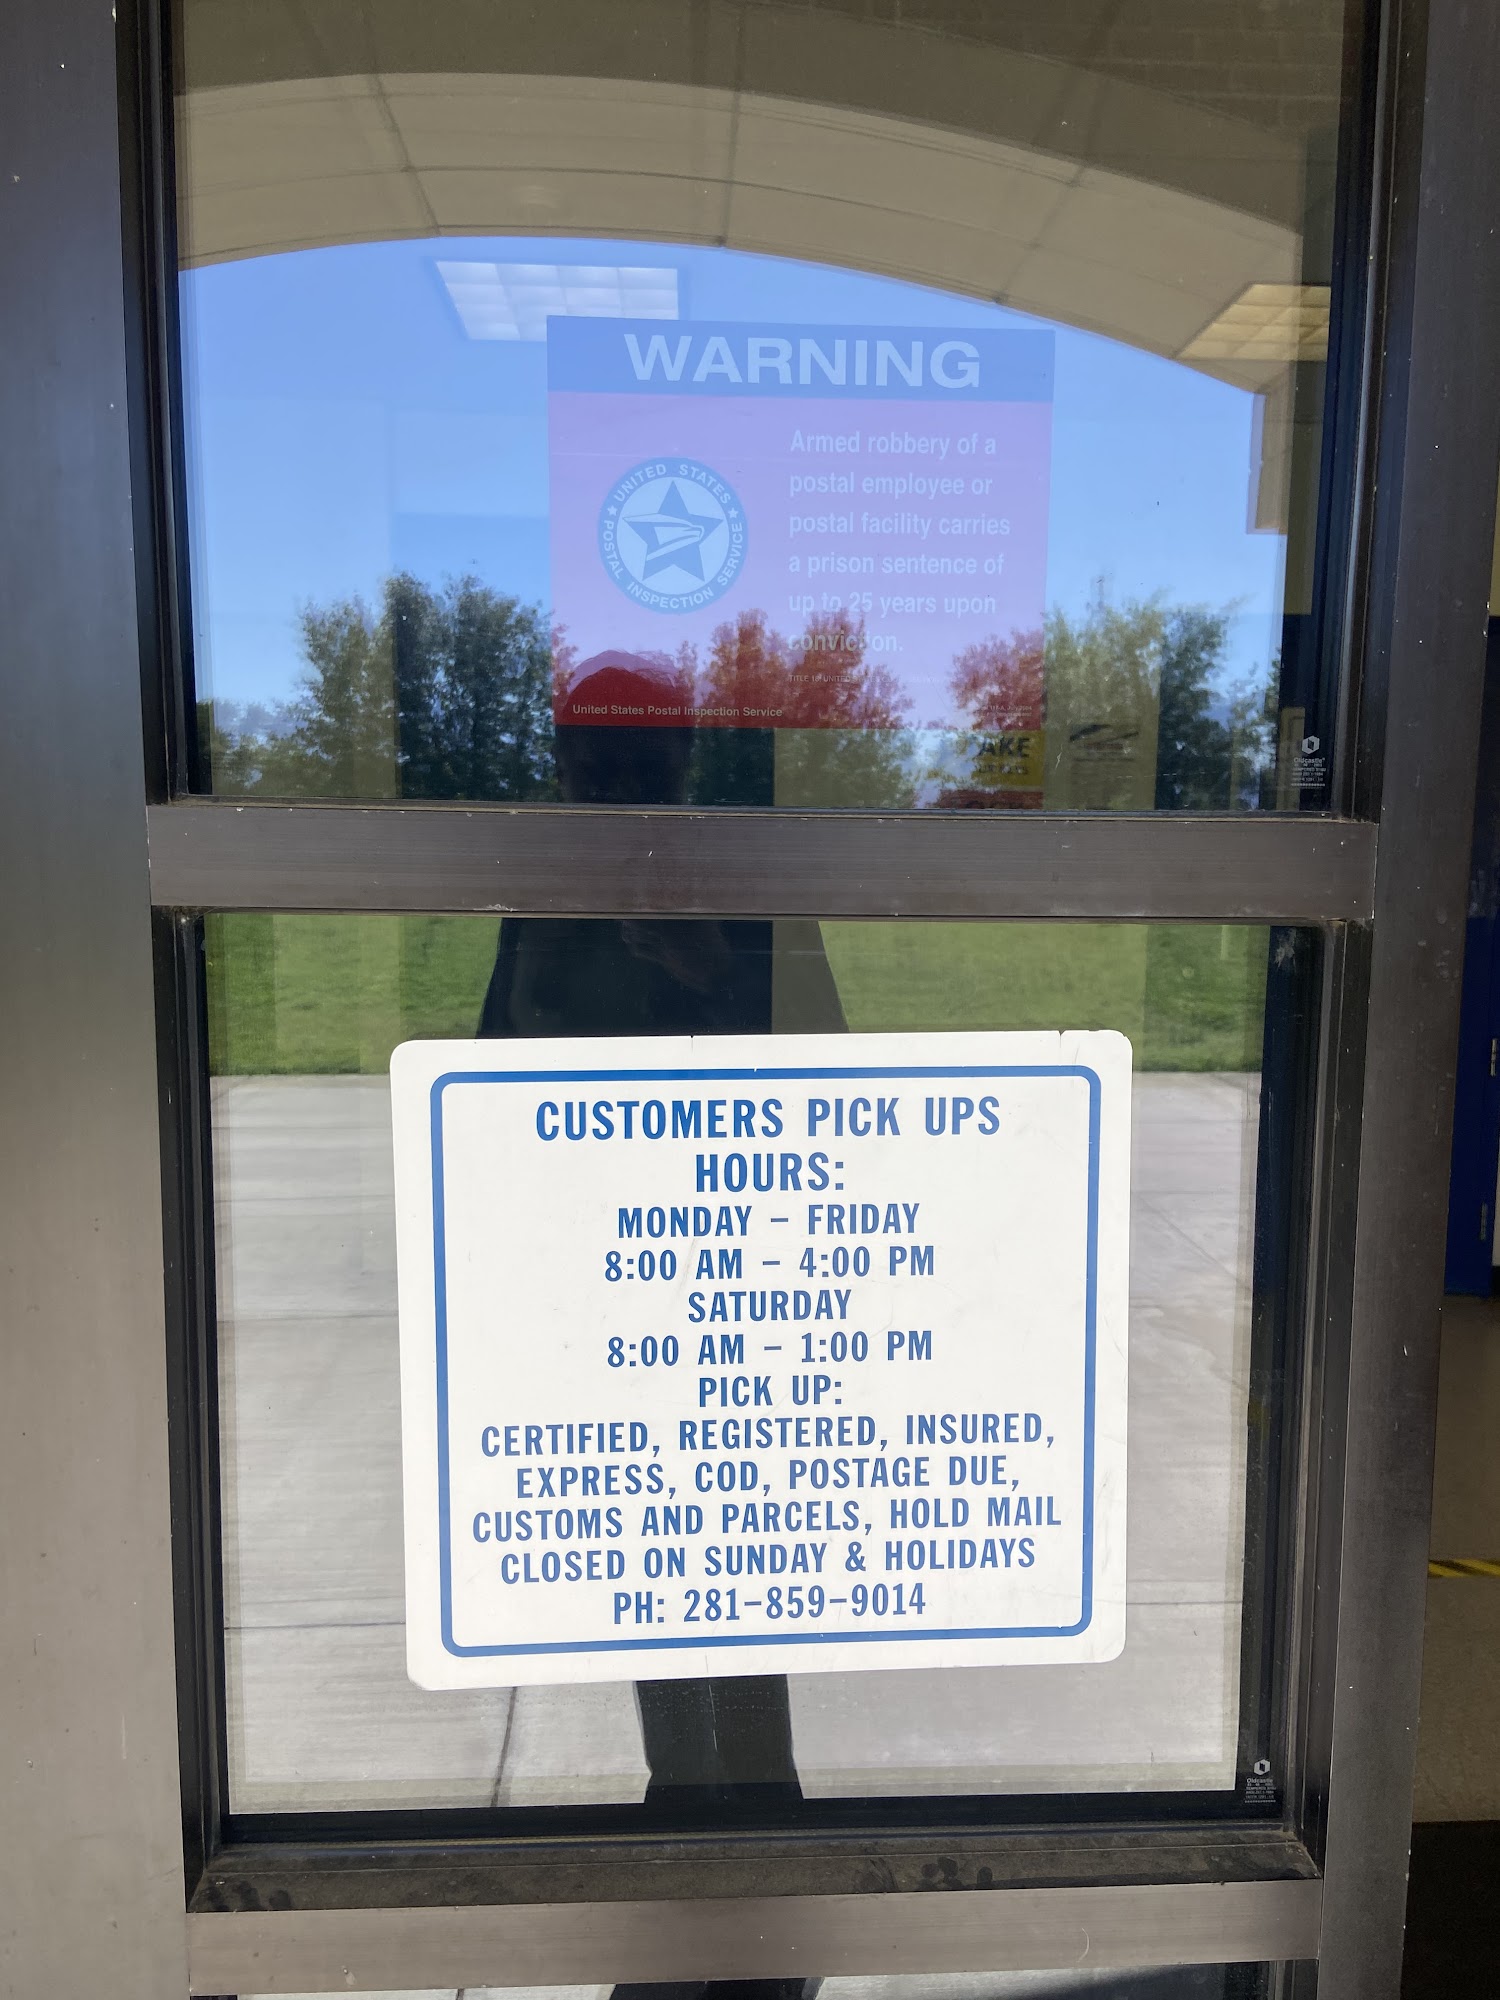 WARNING
Armed robbery of a
postal employee or
postal facility carries
a prison sentence of
up to 25 years upon
conviction.
UNITED STATES
POSTAL INSPECTION SERVICE
United States Postal Inspection Service
Oldcastle
CUSTOMERS PICK UPS
HOURS:
MONDAY – FRIDAY
8:00 AM – 4:00 PM
SATURDAY
8:00 AM – 1:00 PM
PICK UP:
CERTIFIED, REGISTERED, INSURED,
EXPRESS, COD, POSTAGE DUE,
CUSTOMS AND PARCELS, HOLD MAIL
CLOSED ON SUNDAY & HOLIDAYS
PH: 281–859–9014
Oldcastle